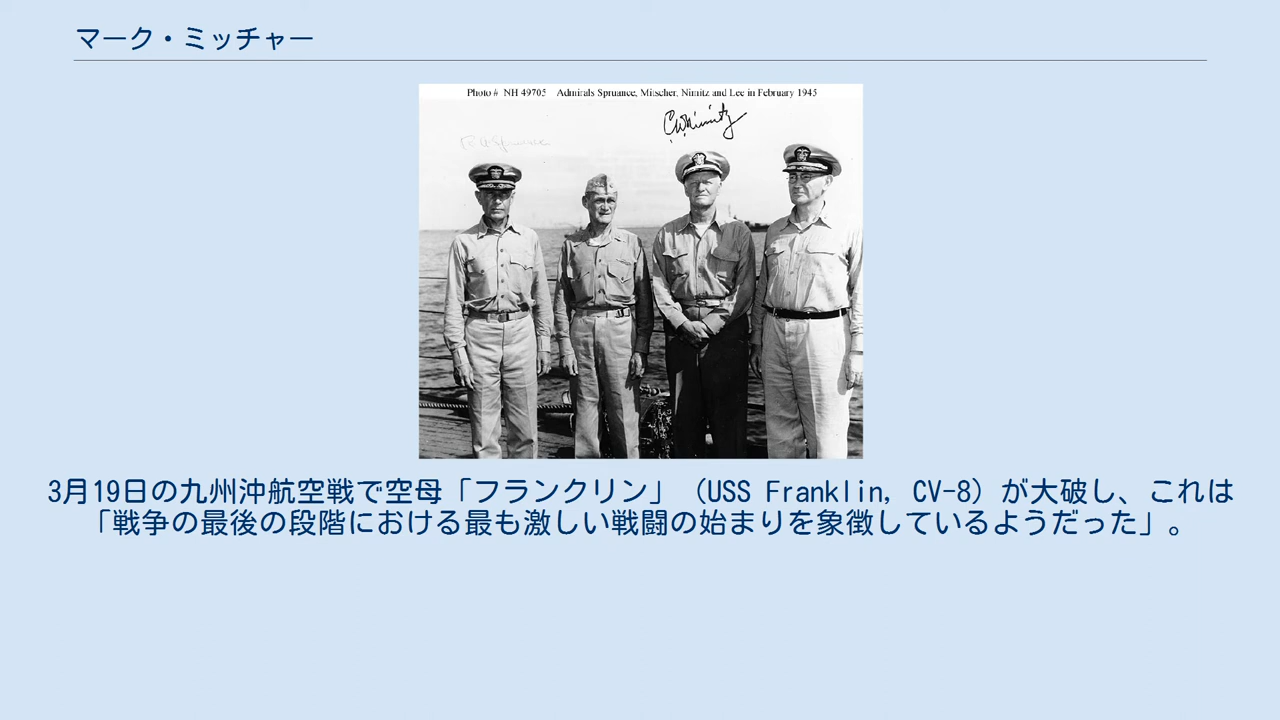 マーク・ミッチャー
Photo # NH 49705 Admirals Spruance, Mitscher, Nimitz and Lee in February 1945
CWNimitz
3月19日の九州沖航空戦で空母「フランクリン」（USS Franklin, CV-8）が大破し、これは
「戦争の最後の段階における最も激しい戦闘の始まりを象徴しているようだった」。